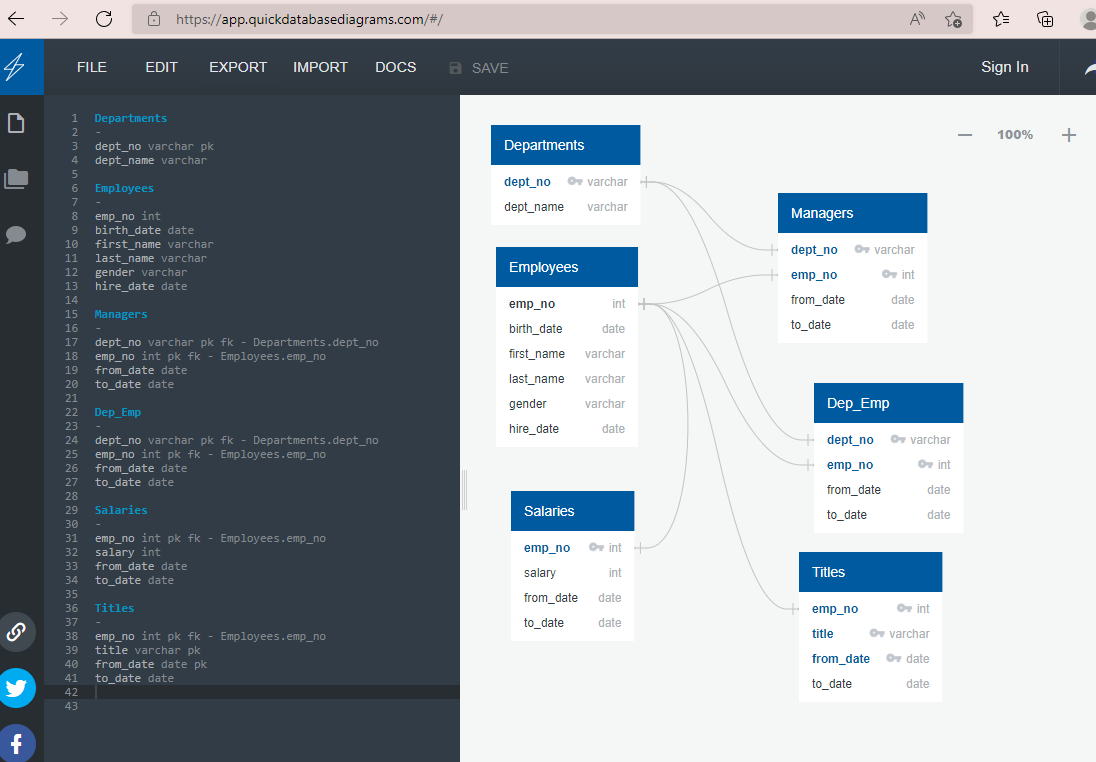 https://app.quickdatabasediagrams.com/#/
FILE EDIT EXPORT IMPORT DOCS SAVE Sign In
1 Departments
2 -
3 dept_no varchar pk
4 dept_name varchar
5
6 Employees
7 -
8 emp_no int
9 birth_date date
10 first_name varchar
11 last_name varchar
12 gender varchar
13 hire_date date
14
15 Managers
16 -
17 dept_no varchar pk fk - Departments.dept_no
18 emp_no int pk fk - Employees.emp_no
19 from_date date
20 to_date date
21
22 Dep_Emp
23 -
24 dept_no varchar pk fk - Departments.dept_no
25 emp_no int pk fk - Employees.emp_no
26 from_date date
27 to_date date
28
29 Salaries
30 -
31 emp_no int pk fk - Employees.emp_no
32 salary int
33 from_date date
34 to_date date
35
36 Titles
37 -
38 emp_no int pk fk - Employees.emp_no
39 title varchar pk
40 from_date date pk
41 to_date date
42
43
100%
Departments
dept_no varchar
dept_name varchar
Employees
emp_no int
birth_date date
first_name varchar
last_name varchar
gender varchar
hire_date date
Salaries
emp_no int
salary int
from_date date
to_date date
Managers
dept_no varchar
emp_no int
from_date date
to_date date
Dep_Emp
dept_no varchar
emp_no int
from_date date
to_date date
Titles
emp_no int
title varchar
from_date date
to_date date